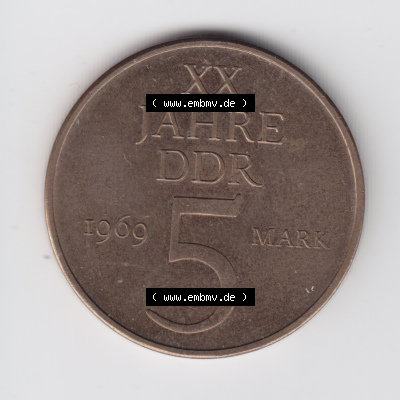 XX
( www.embmv.de )
JAHRE
DDR
1969 5 MARK
( www.embmv.de )